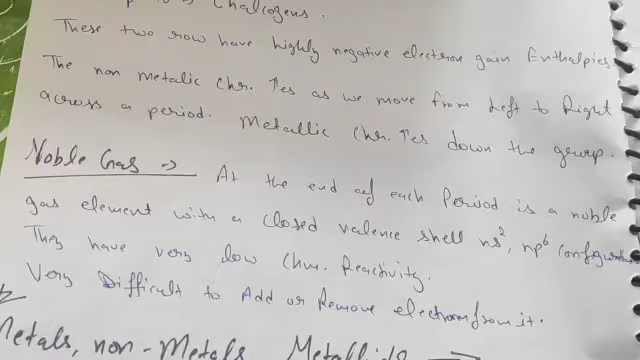 Chalcogens.
These two row have highly negative electron gain Enthalpies
The non metalic Chr. ↑es as we move from Left to Right
across a period. Metallic Chr. ↑es down the group.
Noble Gas →
At the end of each Period is a noble
gas element with a closed valence shell ns², np⁶ configuration
They have very low Chm. Reactivity.
Very Difficult to Add or Remove electron from it.
Metals, non-Metals, Metalloids →